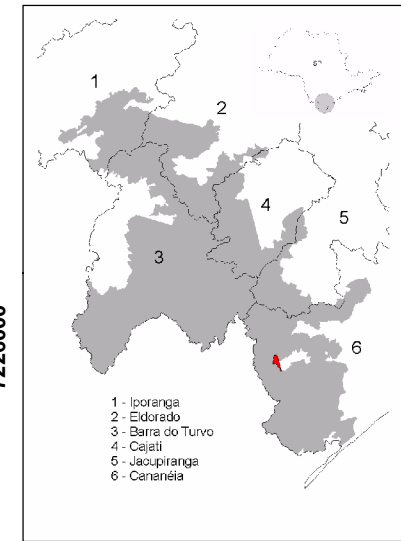 1
2
SP
4
5
3
6
1 - Iporanga
2 - Eldorado
3 - Barra do Turvo
4 - Cajati
5 - Jacupiranga
6 - Cananéia